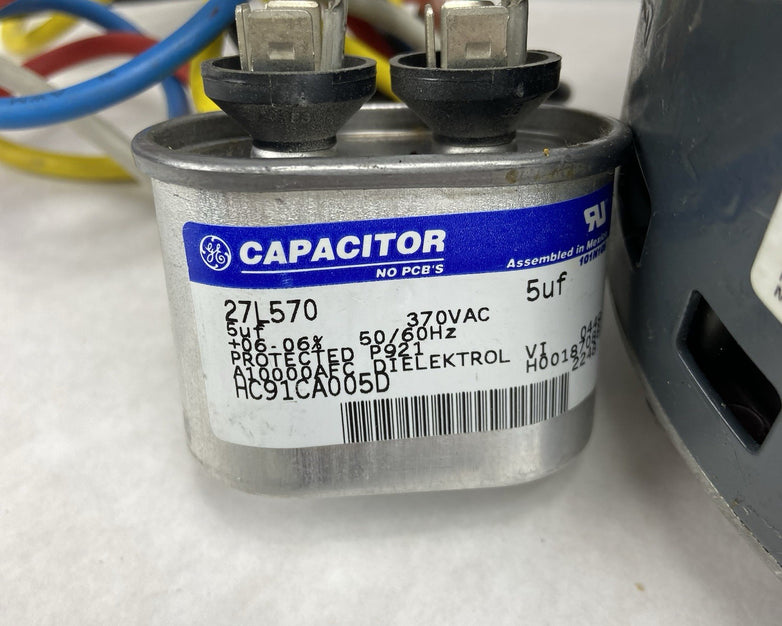 GE CAPACITOR
NO PCB'S
Assembled in
5uf
27L570
5uf 370VAC
+06-06% 50/60Hz
PROTECTED P921
A10000AFC DIELEKTROL VI
HC91CA005D